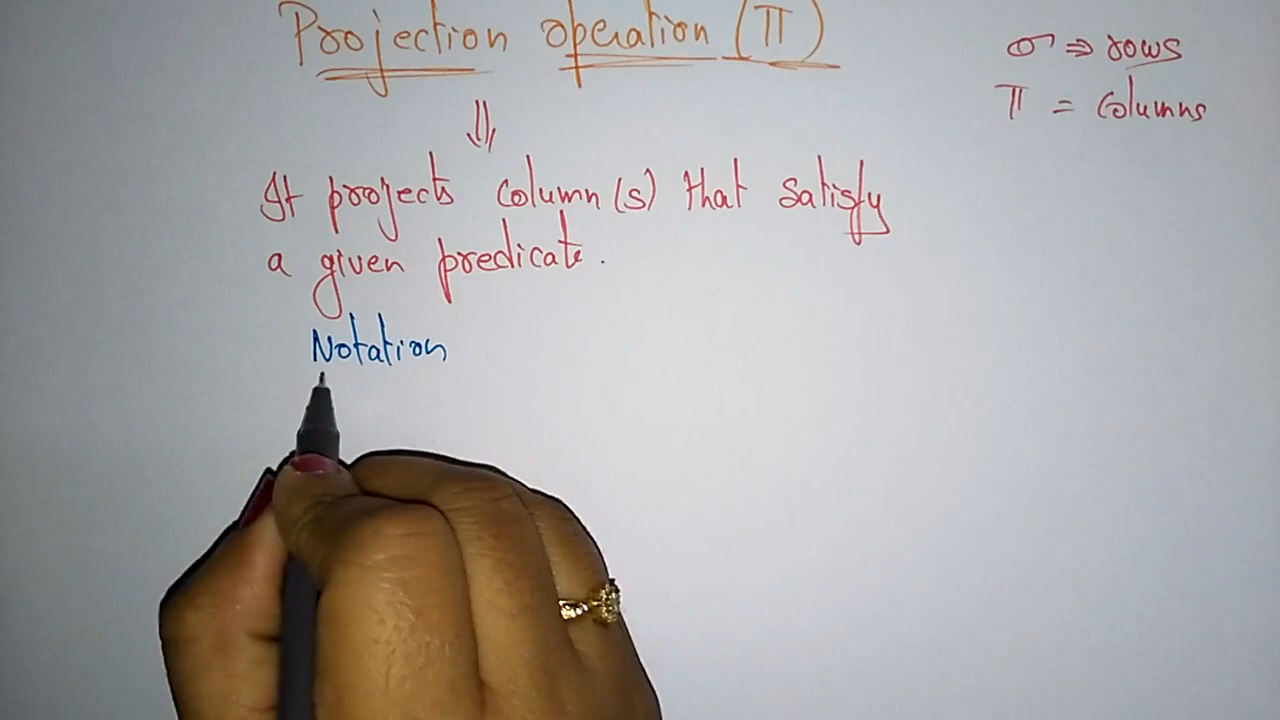 Projection operation (π)
σ ⇒ rows
π = columns
⇓
It projects column(s) that satisfy
a given predicate.
Notation